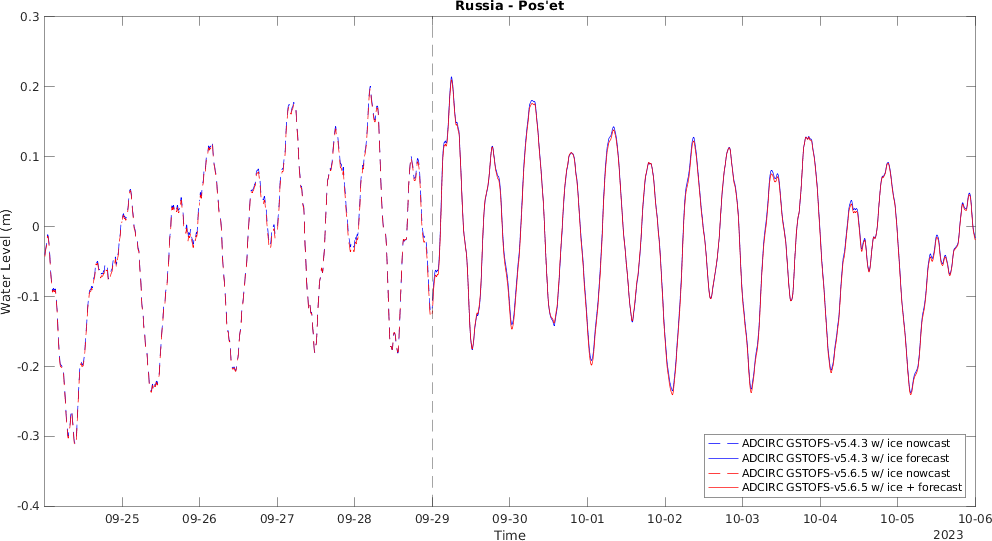 Russia - Pos'et
0.3
0.2
0.1
0
-0.1
-0.2
-0.3
-0.4
Water Level (m)
ADCIRC GSTOFS-v5.4.3 w/ ice nowcast
ADCIRC GSTOFS-v5.4.3 w/ ice forecast
ADCIRC GSTOFS-v5.6.5 w/ ice nowcast
ADCIRC GSTOFS-v5.6.5 w/ ice + forecast
09-25 09-26 09-27 09-28 09-29 09-30 10-01 10-02 10-03 10-04 10-05 10-06
Time
2023